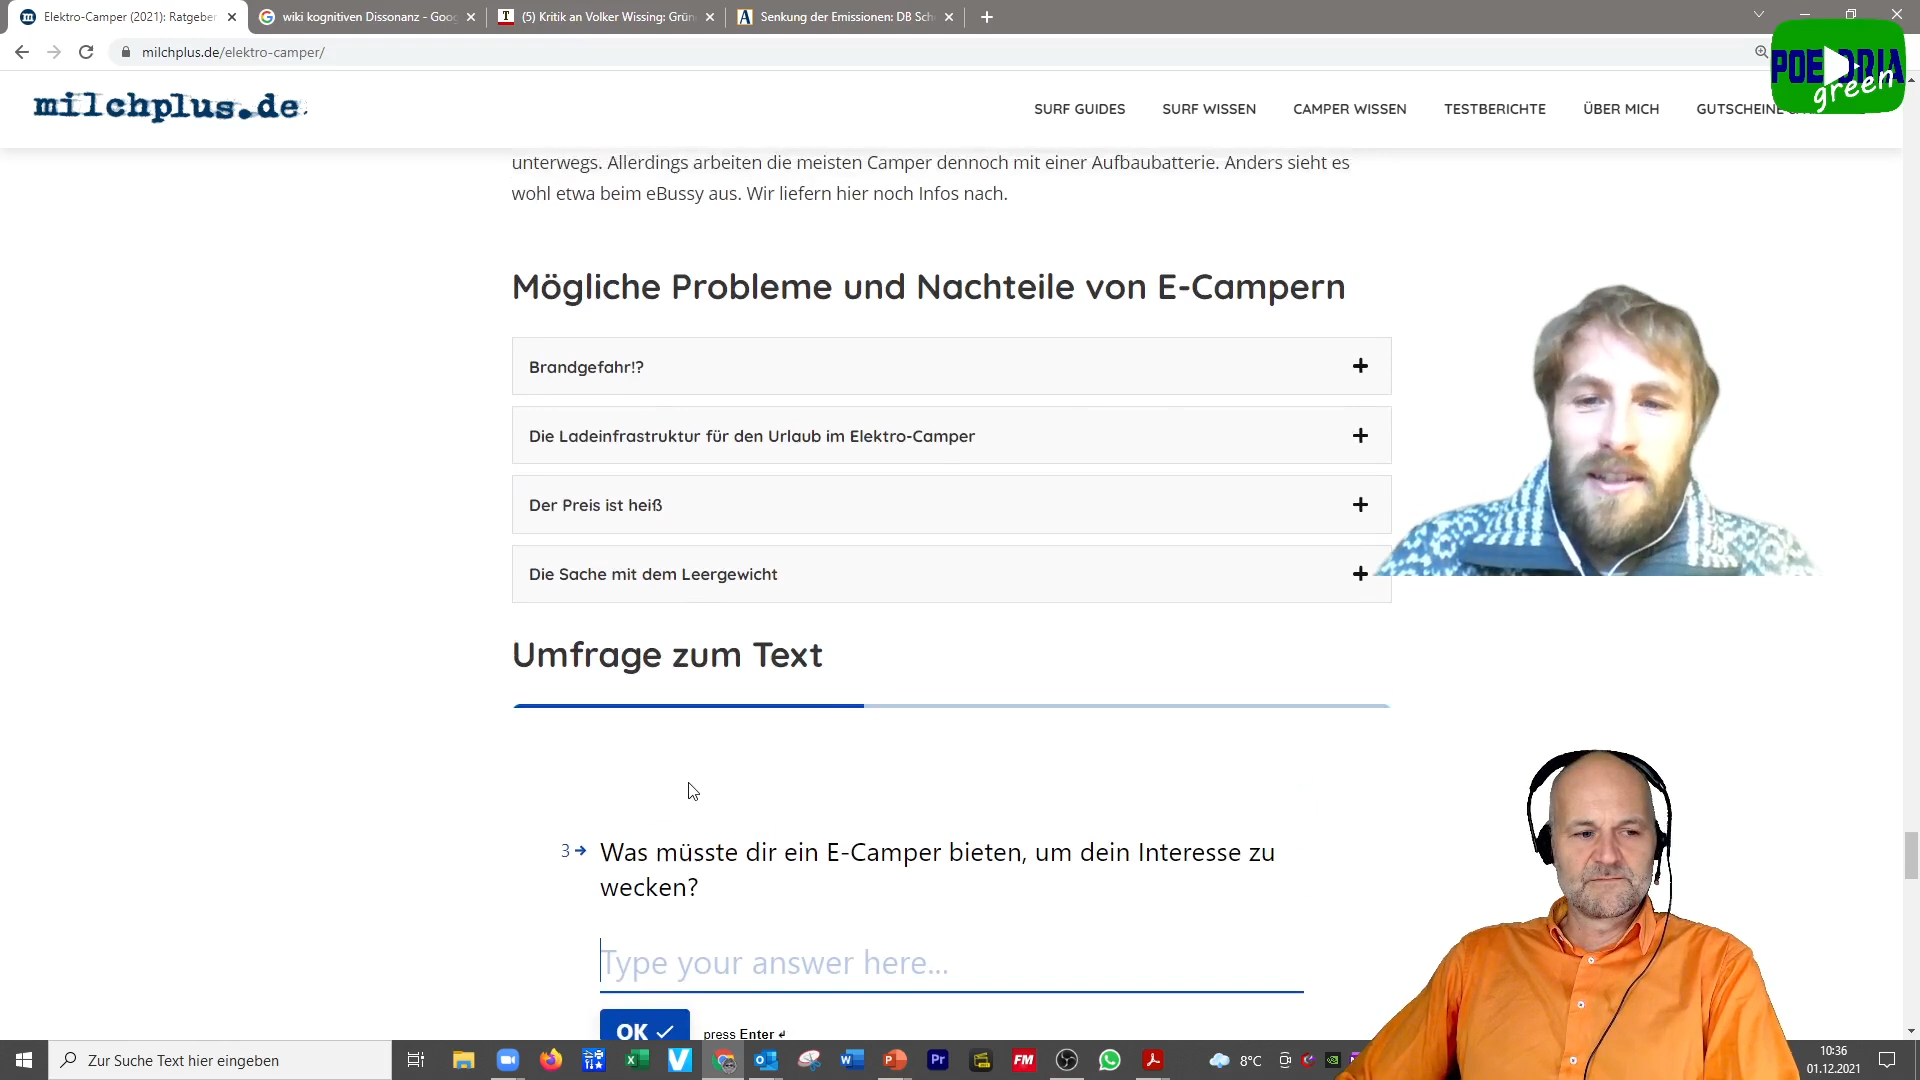 Elektro-Camper (2021): Ratgeber
wiki kognitiven Dissonanz - Goog
(5) Kritik an Volker Wissing: Grün
Senkung der Emissionen: DB Sch
milchplus.de/elektro-camper/
POEDRIA
green
milchplus.de
SURF GUIDES
SURF WISSEN
CAMPER WISSEN
TESTBERICHTE
ÜBER MICH
GUTSCHEINE
unterwegs. Allerdings arbeiten die meisten Camper dennoch mit einer Aufbaubatterie. Anders sieht es
wohl etwa beim eBussy aus. Wir liefern hier noch Infos nach.
Mögliche Probleme und Nachteile von E-Campern
Brandgefahr!?
Die Ladeinfrastruktur für den Urlaub im Elektro-Camper
Der Preis ist heiß
Die Sache mit dem Leergewicht
Umfrage zum Text
3 Was müsste dir ein E-Camper bieten, um dein Interesse zu
wecken?
Type your answer here...
OK press Enter
Zur Suche Text hier eingeben
Pr
FM
8°C
10:36
01.12.2021